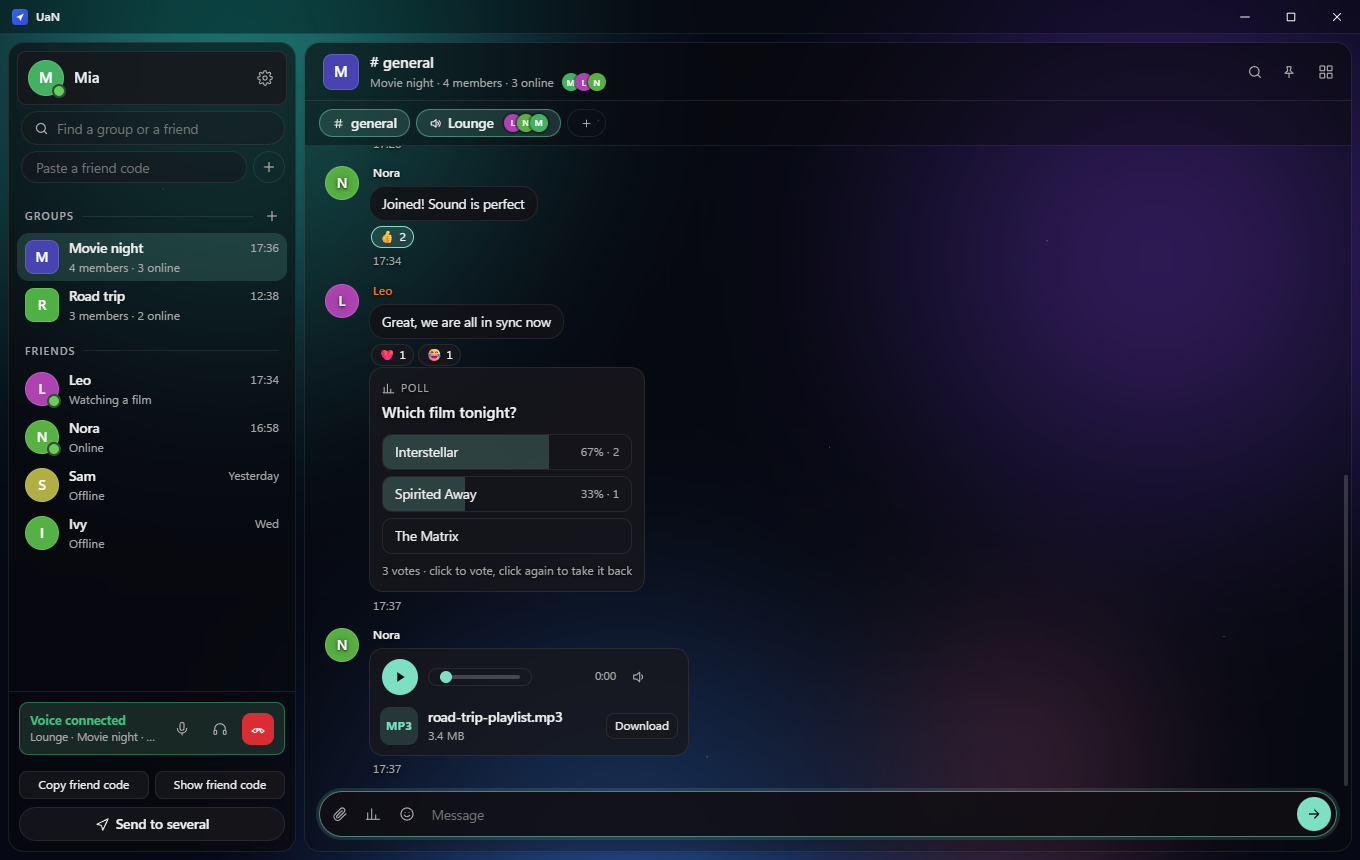 UaN
M
Mia
Find a group or a friend
Paste a friend code
GROUPS
M
Movie night
17:36
4 members · 3 online
R
Road trip
12:38
3 members · 2 online
FRIENDS
L
Leo
17:34
Watching a film
N
Nora
16:58
Online
S
Sam
Yesterday
Offline
I
Ivy
Wed
Offline
Voice connected
Lounge · Movie night · ...
Copy friend code
Show friend code
Send to several
M
# general
Movie night · 4 members · 3 online
M L N
# general
Lounge
L N M
N
Nora
Joined! Sound is perfect
👍 2
17:34
L
Leo
Great, we are all in sync now
1
😂 1
POLL
Which film tonight?
Interstellar
67% · 2
Spirited Away
33% · 1
The Matrix
3 votes · click to vote, click again to take it back
17:37
N
Nora
0:00
MP3
road-trip-playlist.mp3
3.4 MB
Download
17:37
Message